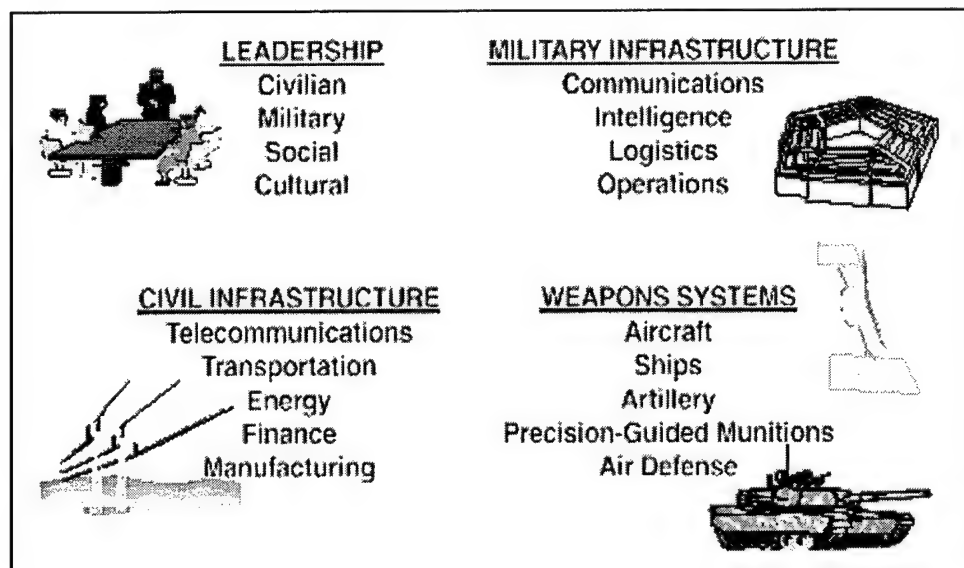 LEADERSHIP
Civilian
Military
Social
Cultural
MILITARY INFRASTRUCTURE
Communications
Intelligence
Logistics
Operations
CIVIL INFRASTRUCTURE
Telecommunications
Transportation
Energy
Finance
Manufacturing
WEAPONS SYSTEMS
Aircraft
Ships
Artillery
Precision-Guided Munitions
Air Defense